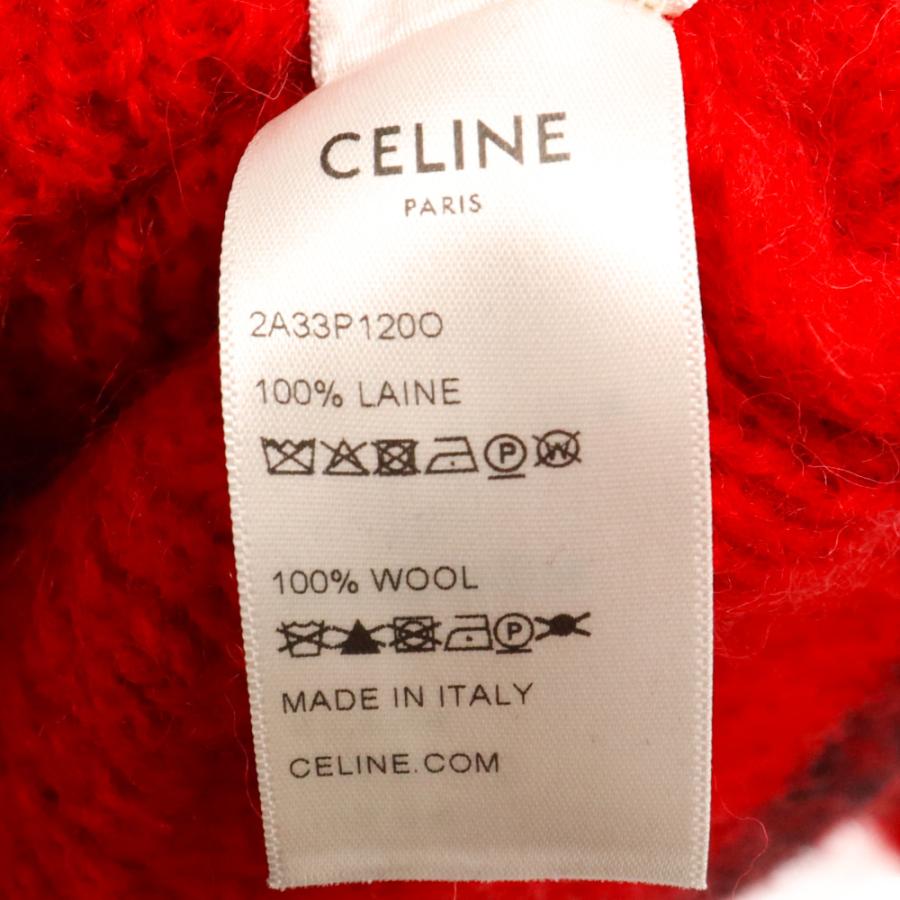 CELINE
PARIS
2A33P120O
100% LAINE
P W
100% WOOL
P
MADE IN ITALY
CELINE.COM